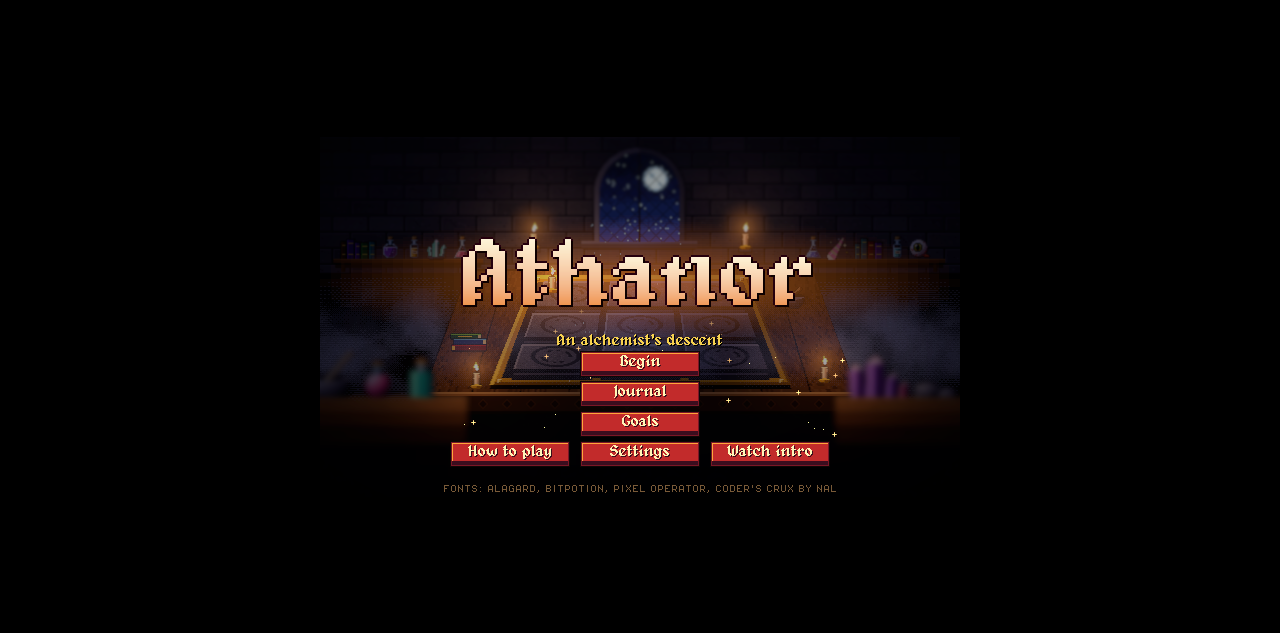 Athanor
An alchemist's descent
Begin
Journal
Goals
How to play Settings Watch intro
FONTS: ALAGARD, BITPOTION, PIXEL OPERATOR, CODER'S CRUX BY NAL